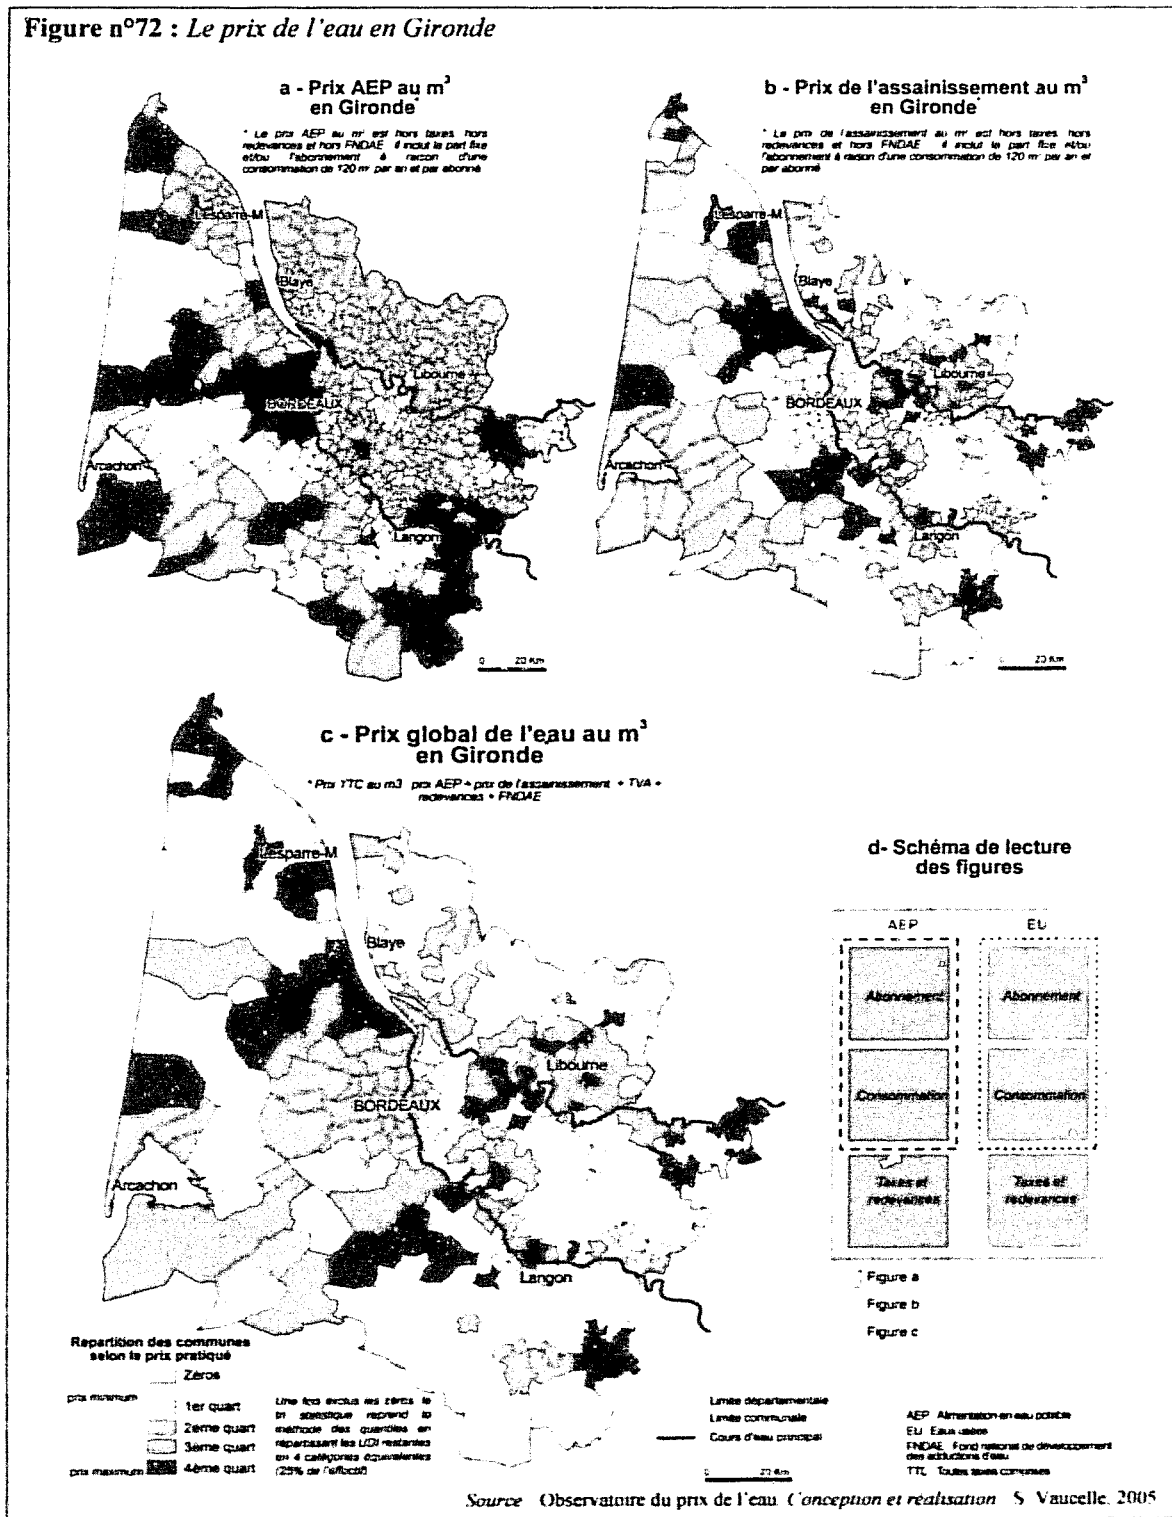 Figure n°72 : Le prix de l'eau en Gironde
a - Prix AEP au m³
en Gironde*
* Le prix AEP au m³ est hors taxes, hors
redevances et hors FNDAE il inclut la part fixe
et/ou l'abonnement à raison d'une
consommation de 120 m³ par an et par abonné
Lesparre-M
Blaye
Libourne
BORDEAUX
Arcachon
Langon
0 20 Km
b - Prix de l'assainissement au m³
en Gironde*
* Le prix de l'assainissement au m³ est hors taxes, hors
redevances et hors FNDAE il inclut la part fixe et/ou
l'abonnement à raison d'une consommation de 120 m³ par an et
par abonné
Lesparre-M
Blaye
Libourne
BORDEAUX
Arcachon
Langon
0 20 Km
c - Prix global de l'eau au m³
en Gironde
* Prix TTC au m3 prix AEP + prix de l'assainissement + TVA +
redevances + FNDAE
Lesparre-M
Blaye
Libourne
BORDEAUX
Arcachon
Langon
d- Schéma de lecture
des figures
AEP EU
Abonnement Abonnement
Consommation Consommation
Taxes et
redevances
Taxes et
redevances
Figure a
Figure b
Figure c
Repartition des communes
selon le prix pratiqué
Zéros
prix minimum
1er quart
2ème quart
3ème quart
prix maximum 4ème quart
Une fois exclus les zéros le
tri statistique reprend la
méthode des quantiles en
répartissant les UDI restantes
en 4 catégories équivalentes
(25% de l'effectif)
Limite départementale
Limite communale
Cours d'eau principal
0 20 Km
AEP Alimentation en eau potable
EU Eaux usées
FNDAE Fond national de développement
des adductions d'eau
TTC Toutes taxes comprises
Source Observatoire du prix de l'eau. Conception et réalisation S. Vaucelle, 2005